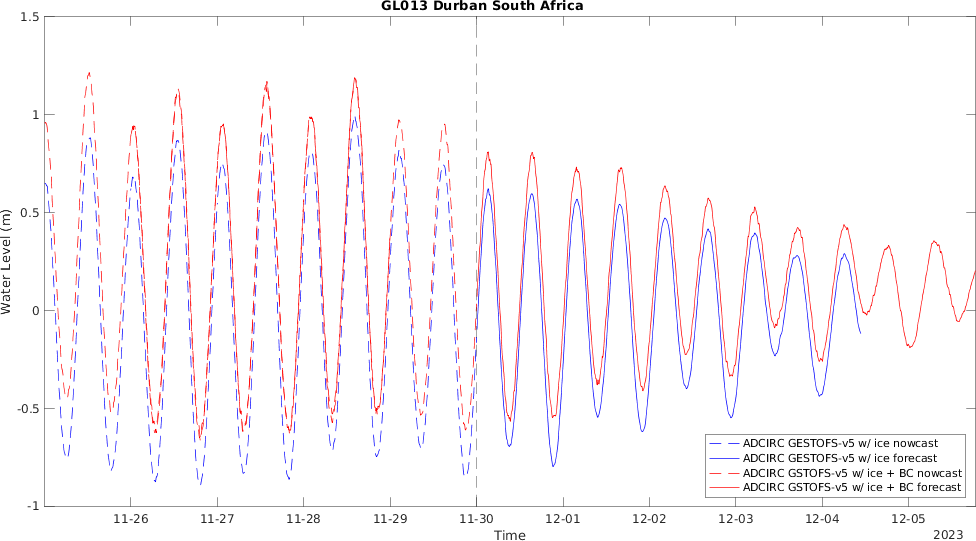 GL013 Durban South Africa
1.5
1
0.5
0
-0.5
-1
Water Level (m)
11-26
11-27
11-28
11-29
11-30
12-01
12-02
12-03
12-04
12-05
Time
2023
ADCIRC GESTOFS-v5 w/ ice nowcast
ADCIRC GESTOFS-v5 w/ ice forecast
ADCIRC GSTOFS-v5 w/ ice + BC nowcast
ADCIRC GSTOFS-v5 w/ ice + BC forecast